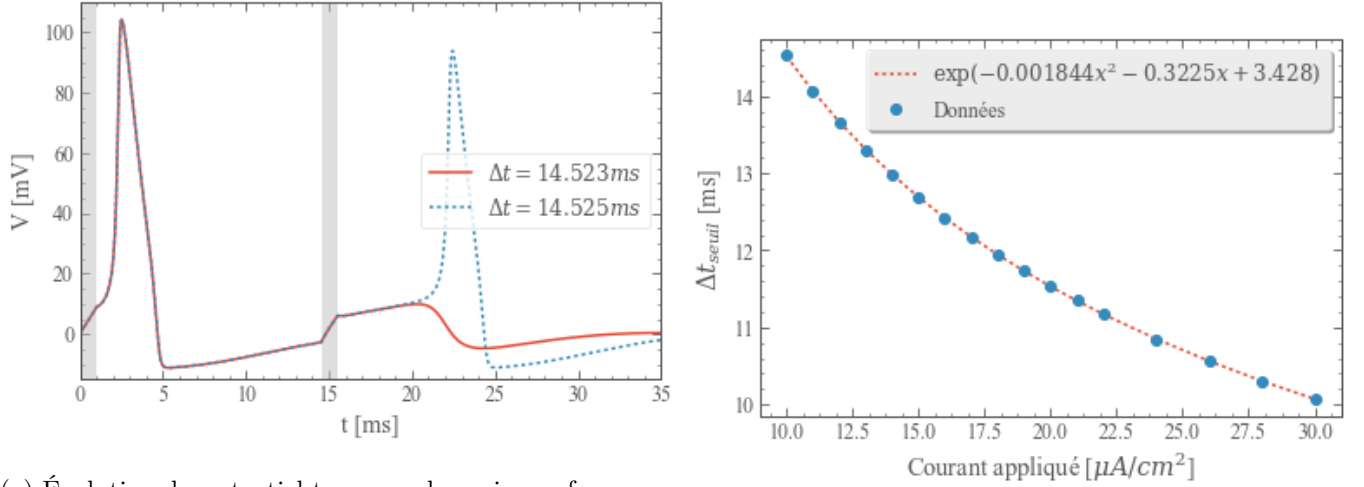 100
80
60
40
20
0
V [mV]
Δt = 14.523ms
Δt = 14.525ms
0 5 10 15 20 25 30 35
t [ms]
exp(−0.001844x² − 0.3225x + 3.428)
Données
14
13
12
11
10
Δt_seuil [ms]
10.0 12.5 15.0 17.5 20.0 22.5 25.0 27.5 30.0
Courant appliqué [μA/cm²]
Évolution du potentiel